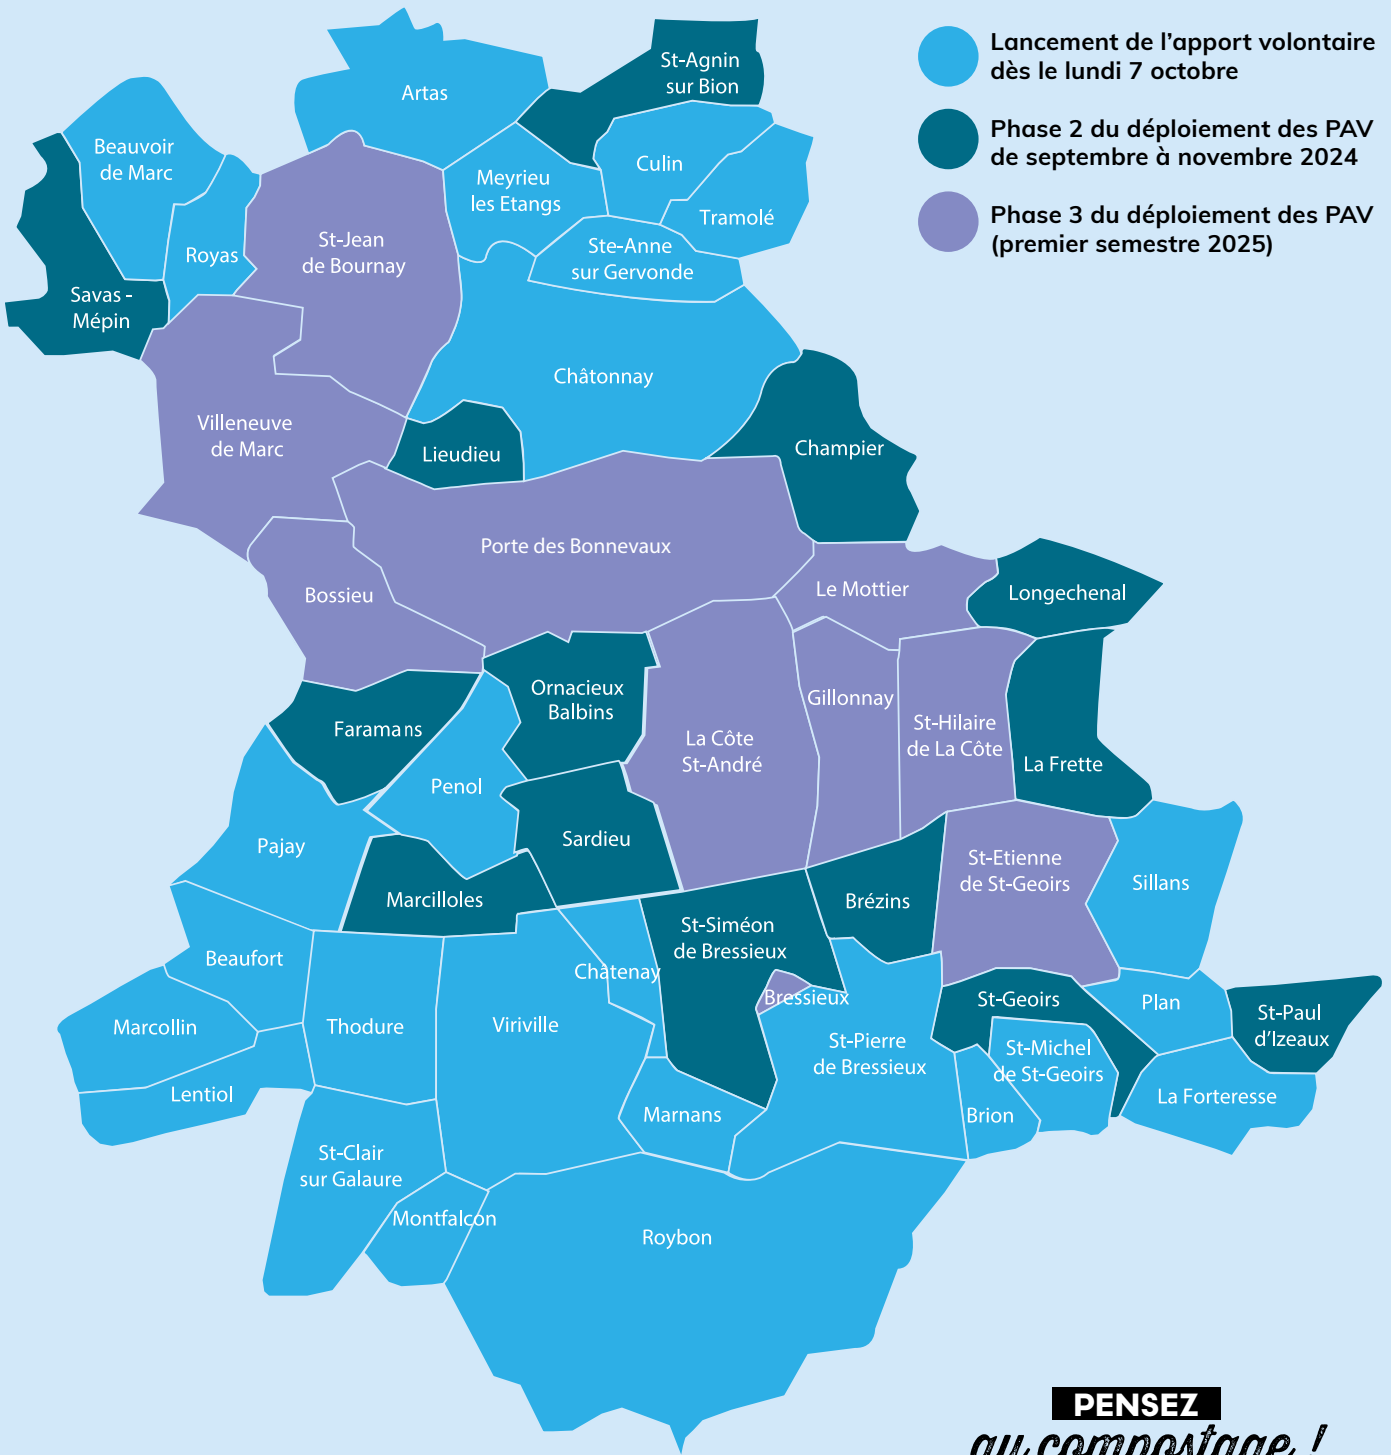 Lancement de l’apport volontaire
dès le lundi 7 octobre
Phase 2 du déploiement des PAV
de septembre à novembre 2024
Phase 3 du déploiement des PAV
(premier semestre 2025)
St-Agnin
sur Bion
Artas
Beauvoir
de Marc
Culin
Meyrieu
les Etangs
Tramolé
St-Jean
de Bournay
Royas
Ste-Anne
sur Gervonde
Savas -
Mépin
Châtonnay
Villeneuve
de Marc
Lieudieu
Champier
Porte des Bonnevaux
Bossieu
Le Mottier
Longechenal
Ornacieux
Balbins
Gillonnay
Faramans
La Côte
St-André
St-Hilaire
de La Côte
La Frette
Penol
Sardieu
Pajay
St-Etienne
de St-Geoirs
Sillans
Marcilloles
Brézins
St-Siméon
de Bressieux
Beaufort
Châtenay
Bressieux
St-Geoirs
Plan
St-Paul
d’Izeaux
Marcollin
Thodure
Viriville
St-Pierre
de Bressieux
St-Michel
de St-Geoirs
Lentiol
Marnans
Brion
La Forteresse
St-Clair
sur Galaure
Montfalcon
Roybon
PENSEZ
au compostage !